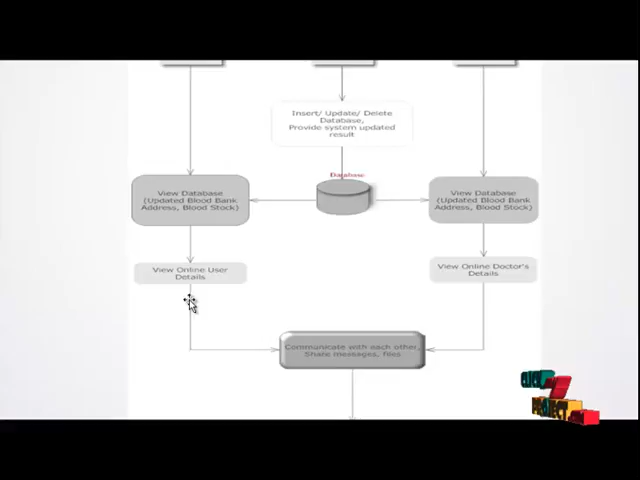 Insert/ Update/ Delete
Database,
Provide system updated
result
Database
View Database
(Updated Blood Bank
Address, Blood Stock)
View Database
(Updated Blood Bank
Address, Blood Stock)
View Online User
Details
View Online Doctor's
Details
Communicate with each other,
Share messages, files
PROJECT